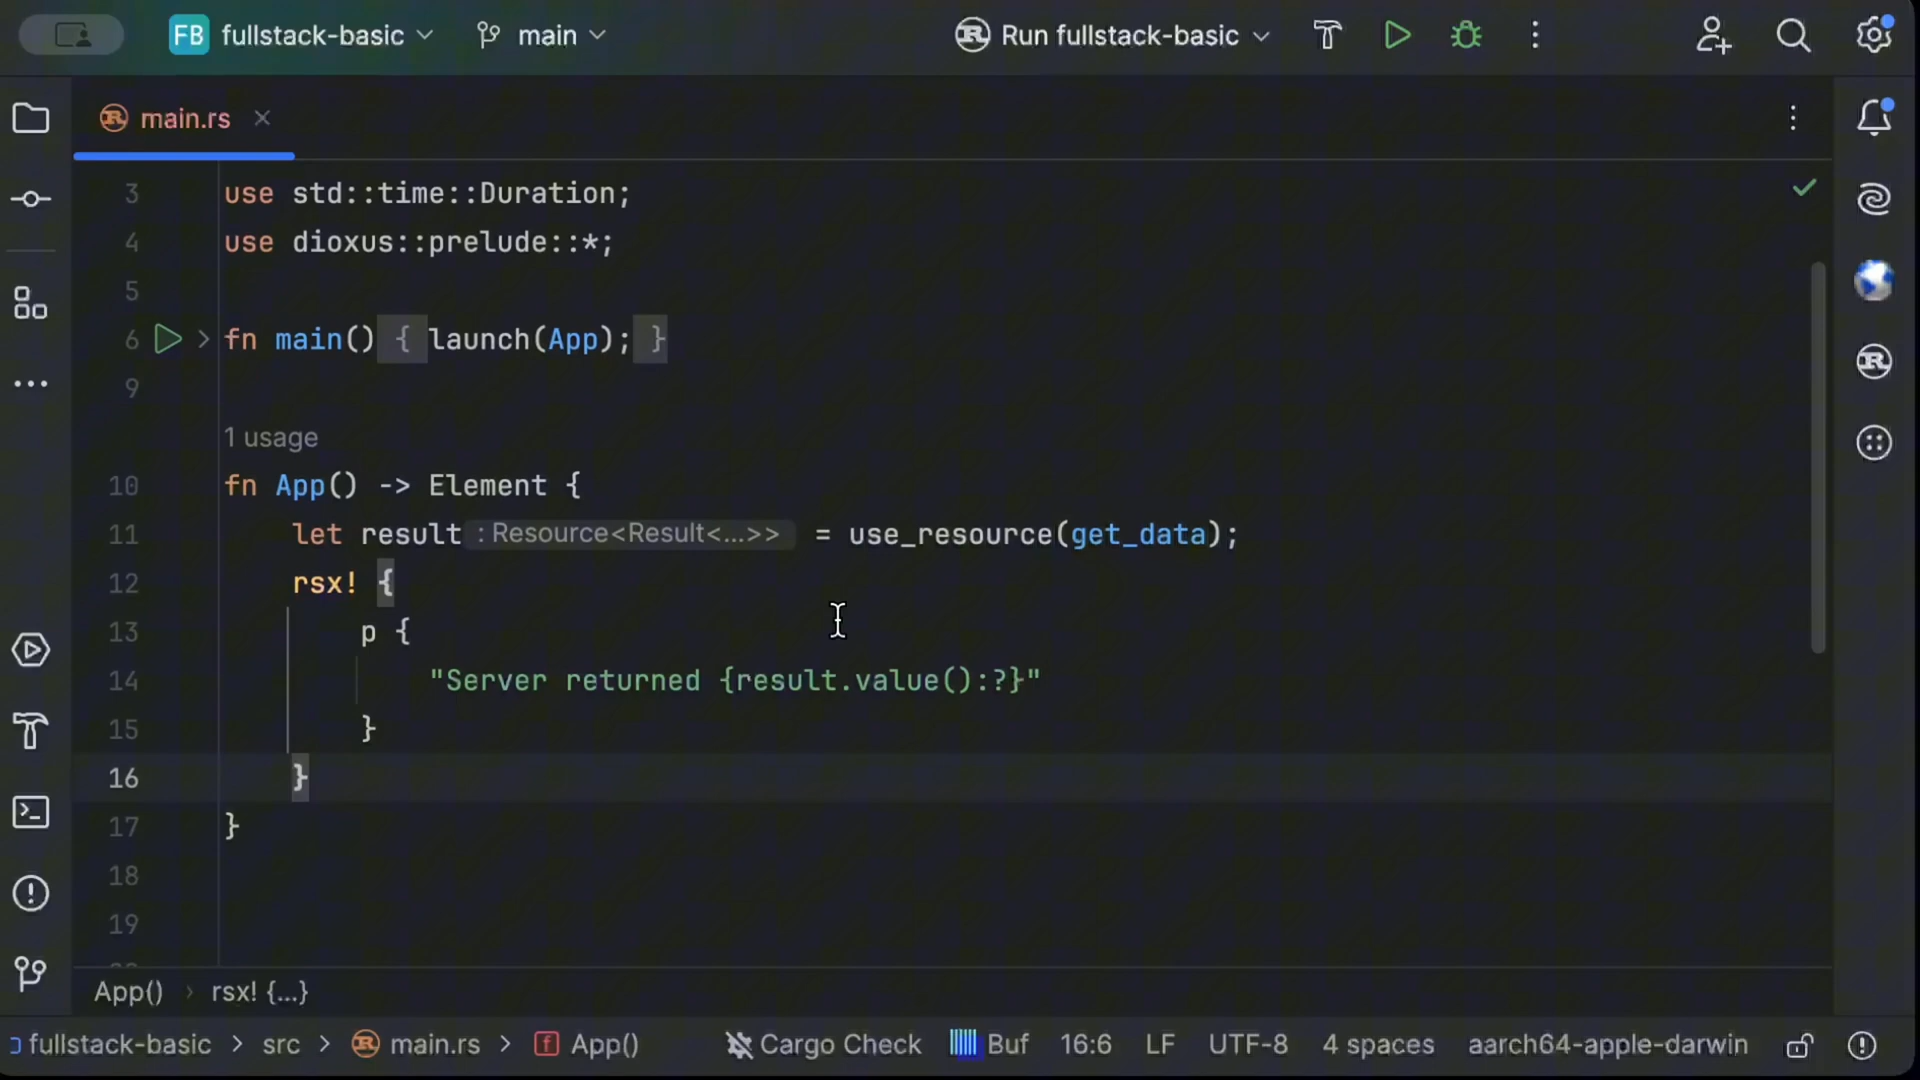 FB fullstack-basic main Run fullstack-basic
main.rs
3 use std::time::Duration;
4 use dioxus::prelude::*;
5
6 fn main() { launch(App); }
9
1 usage
10 fn App() -> Element {
11 let result : Resource<Result<...>> = use_resource(get_data);
12 rsx! {
13 p {
14 "Server returned {result.value():?}"
15 }
16 }
17 }
18
19
App() › rsx! {...}
fullstack-basic > src > main.rs > f App() Cargo Check Buf 16:6 LF UTF-8 4 spaces aarch64-apple-darwin